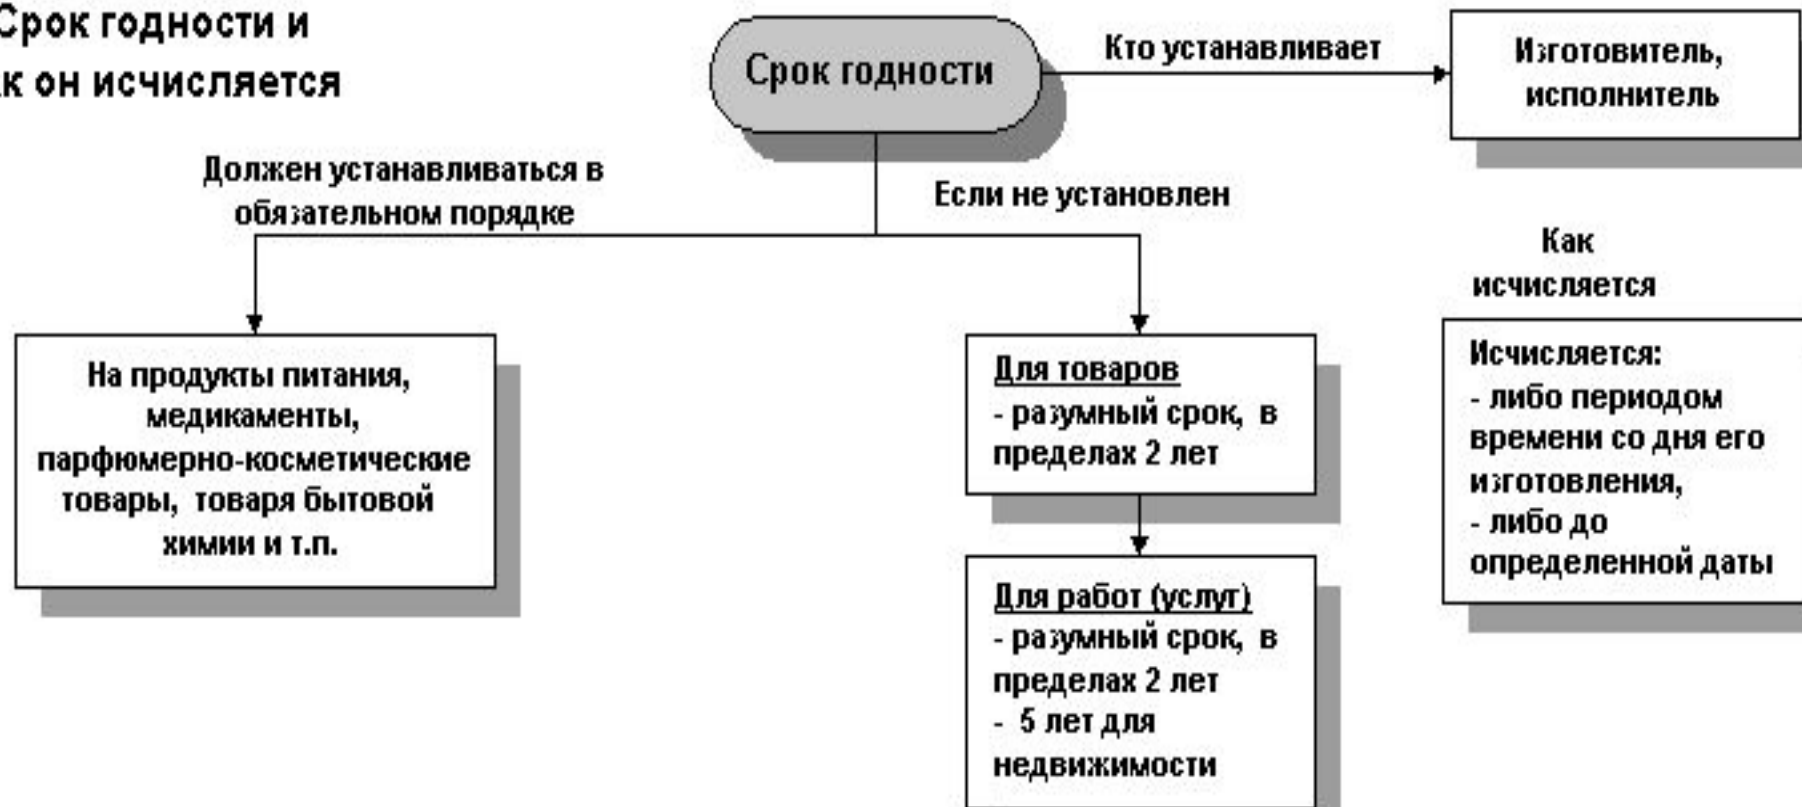 Срок годности и
к он исчисляется
Срок годности
Кто устанавливает
Изготовитель,
исполнитель
Должен устанавливаться в
обязательном порядке
Если не установлен
На продукты питания,
медикаменты,
парфюмерно-косметические
товары, товаря бытовой
химии и т.п.
Для товаров
- разумный срок, в
пределах 2 лет
Для работ (услуг)
- разумный срок, в
пределах 2 лет
- 5 лет для
недвижимости
Как
исчисляется
Исчисляется:
- либо периодом
времени со дня его
изготовления,
- либо до
определенной даты